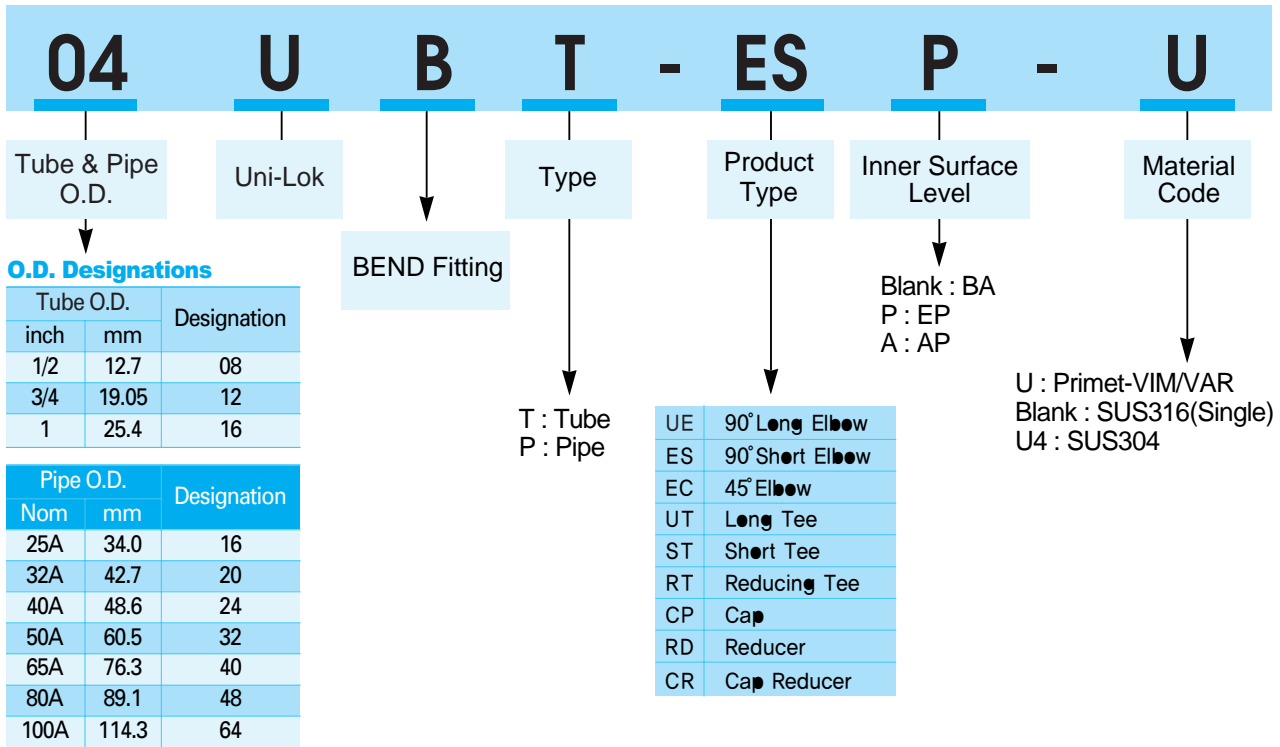 04 U B T - ES P - U
Tube & Pipe O.D.
Uni-Lok
BEND Fitting
Type
Product Type
Inner Surface Level
Material Code
O.D. Designations
Tube O.D. Designation
inch mm
1/2 12.7 08
3/4 19.05 12
1 25.4 16
Pipe O.D. Designation
Nom mm
25A 34.0 16
32A 42.7 20
40A 48.6 24
50A 60.5 32
65A 76.3 40
80A 89.1 48
100A 114.3 64
T : Tube
P : Pipe
UE 90°Long Elbow
ES 90°Short Elbow
EC 45°Elbow
UT Long Tee
ST Short Tee
RT Reducing Tee
CP Cap
RD Reducer
CR Cap Reducer
Blank : BA
P : EP
A : AP
U : Primet-VIM/VAR
Blank : SUS316(Single)
U4 : SUS304